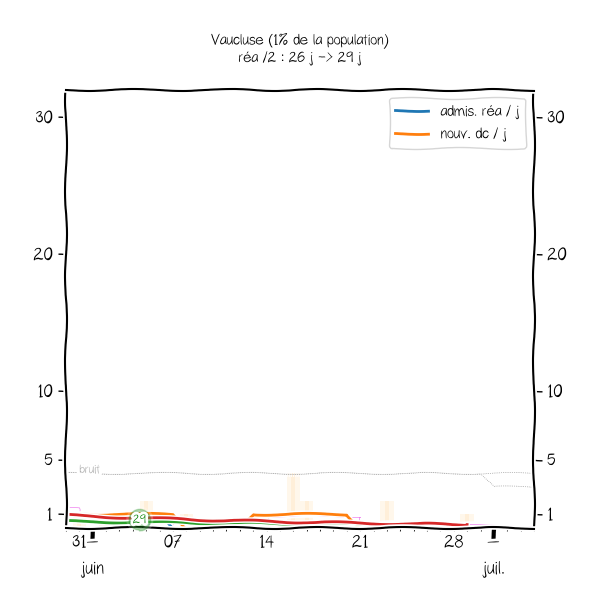 Vaucluse (1% de la population)
réa /2 : 26 j -> 29 j
admis. réa / j
nouv. dc / j
30
30
20
20
10
10
5
5
bruit
1
1
29
31
07
14
21
28
juin
juil.